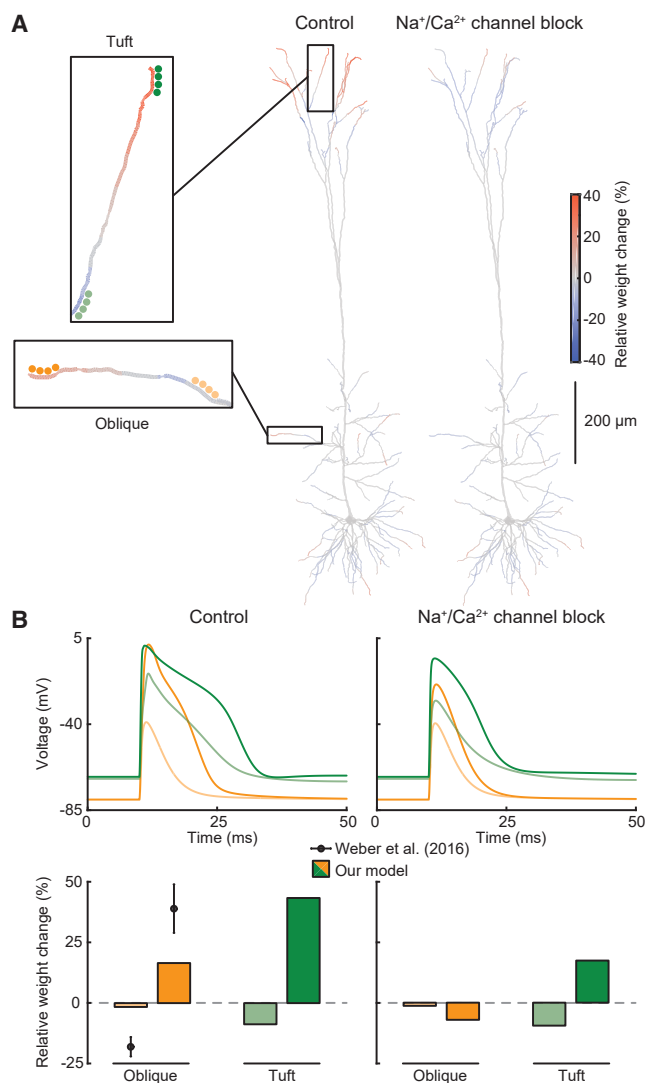 A
Tuft
Control
Na⁺/Ca²⁺ channel block
40
20
0
-20
-40
Relative weight change (%)
200 µm
Oblique
B
Control
Na⁺/Ca²⁺ channel block
5
-40
-85
Voltage (mV)
0 25 50
Time (ms)
0 25 50
Time (ms)
Weber et al. (2016)
Our model
50
25
0
-25
Relative weight change (%)
Oblique Tuft
Oblique Tuft